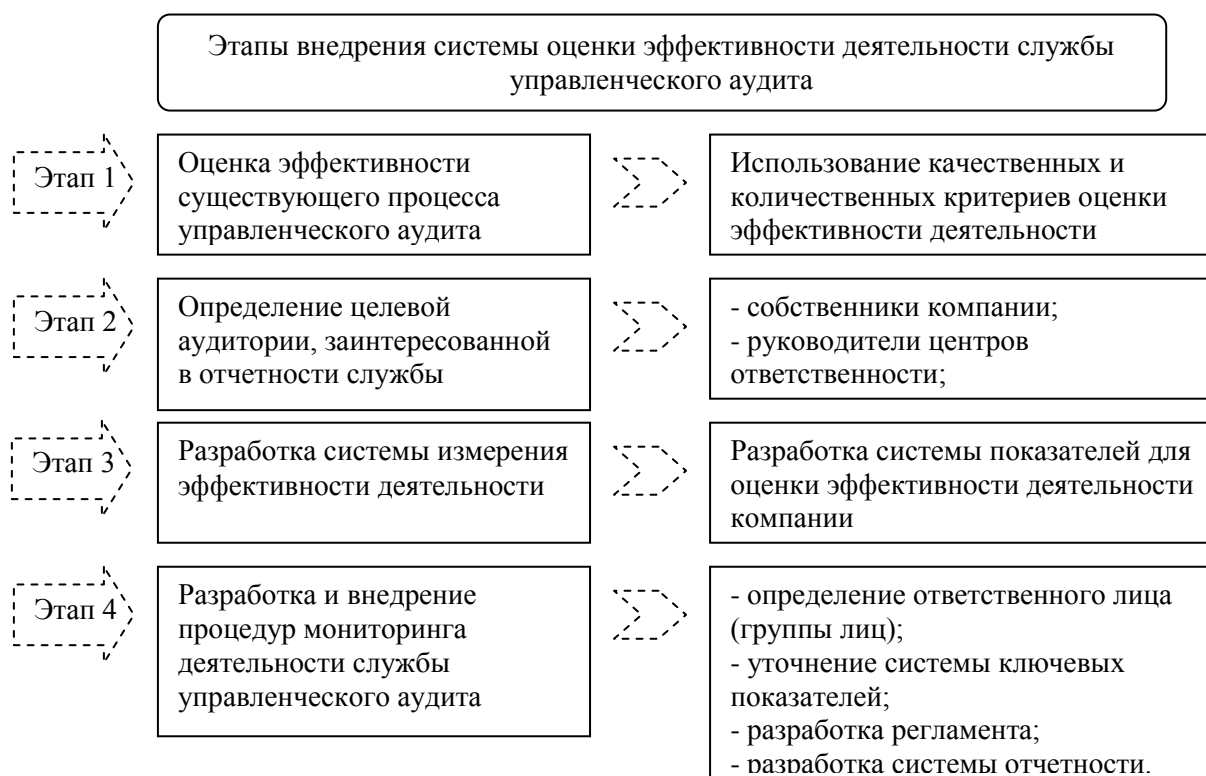 Этапы внедрения системы оценки эффективности деятельности службы
управленческого аудита
Этап 1
Оценка эффективности
существующего процесса
управленческого аудита
Использование качественных и
количественных критериев оценки
эффективности деятельности
Этап 2
Определение целевой
аудитории, заинтересованной
в отчетности службы
- собственники компании;
- руководители центров
ответственности;
Этап 3
Разработка системы измерения
эффективности деятельности
Разработка системы показателей для
оценки эффективности деятельности
компании
Этап 4
Разработка и внедрение
процедур мониторинга
деятельности службы
управленческого аудита
- определение ответственного лица
(группы лиц);
- уточнение системы ключевых
показателей;
- разработка регламента;
- разработка системы отчетности.